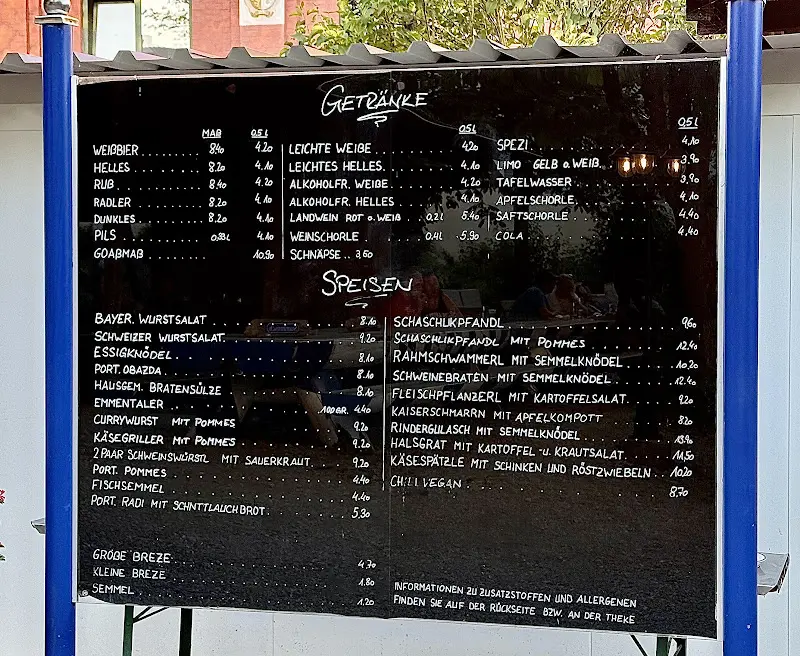 GETRÄNKE
MAß 0,5 l
WEIßBIER 8.40 4.20
HELLES 8.20 4.10
RUß 8.40 4.20
RADLER 8.20 4.10
DUNKLES 8.20 4.10
PILS 0,33 l 4.10
GOAßMAß 10.90
0,5 l
LEICHTE WEIßE 4.20
LEICHTES HELLES 4.10
ALKOHOLFR. WEIßE 4.20
ALKOHOLFR. HELLES 4.10
LANDWEIN ROT o. WEIß 0,2 l 5.40
WEINSCHORLE 0,4 l 5.90
SCHNÄPSE .. 3,50
0,5 l
SPEZI 4,10
LIMO GELB o. WEIß 3,90
TAFELWASSER 3,90
APFELSCHORLE 4,10
SAFTSCHORLE 4,40
COLA 4,40
SPEISEN
BAYER. WURSTSALAT 8.10
SCHWEIZER WURSTSALAT 9.20
ESSIGKNÖDEL 8.10
PORT. OBAZDA 8.10
HAUSGEM. BRATENSÜLZE 8.10
EMMENTALER 100 GR. 4.40
CURRYWURST MIT POMMES 9.20
KÄSEGRILLER MIT POMMES 9.20
2 PAAR SCHWEINSWÜRSTL MIT SAUERKRAUT 9.20
PORT. POMMES 4.40
FISCHSEMMEL 4.40
PORT. RADI MIT SCHNTTLAUCHBROT 5,30
GROßE BREZE 4.70
KLEINE BREZE 1.80
SEMMEL 1.20
SCHASCHLIKPFANDL 9,60
SCHASCHLIKPFANDL MIT POMMES 12.40
RAHMSCHWAMMERL MIT SEMMELKNÖDEL 10,20
SCHWEINEBRATEN MIT SEMMELKNÖDEL 12.40
FLEISCHPFLANZERL MIT KARTOFFELSALAT 9.20
KAISERSCHMARRN MIT APFELKOMPOTT 8.20
RINDERGULASCH MIT SEMMELKNÖDEL 13.90
HALSGRAT MIT KARTOFFEL -U. KRAUTSALAT 11,50
KÄSESPÄTZLE MIT SCHINKEN UND RÖSTZWIEBELN 10.20
CHILI VEGAN 8.70
INFORMATIONEN ZU ZUSATZSTOFFEN UND ALLERGENEN
FINDEN SIE AUF DER RÜCKSEITE BZW. AN DER THEKE